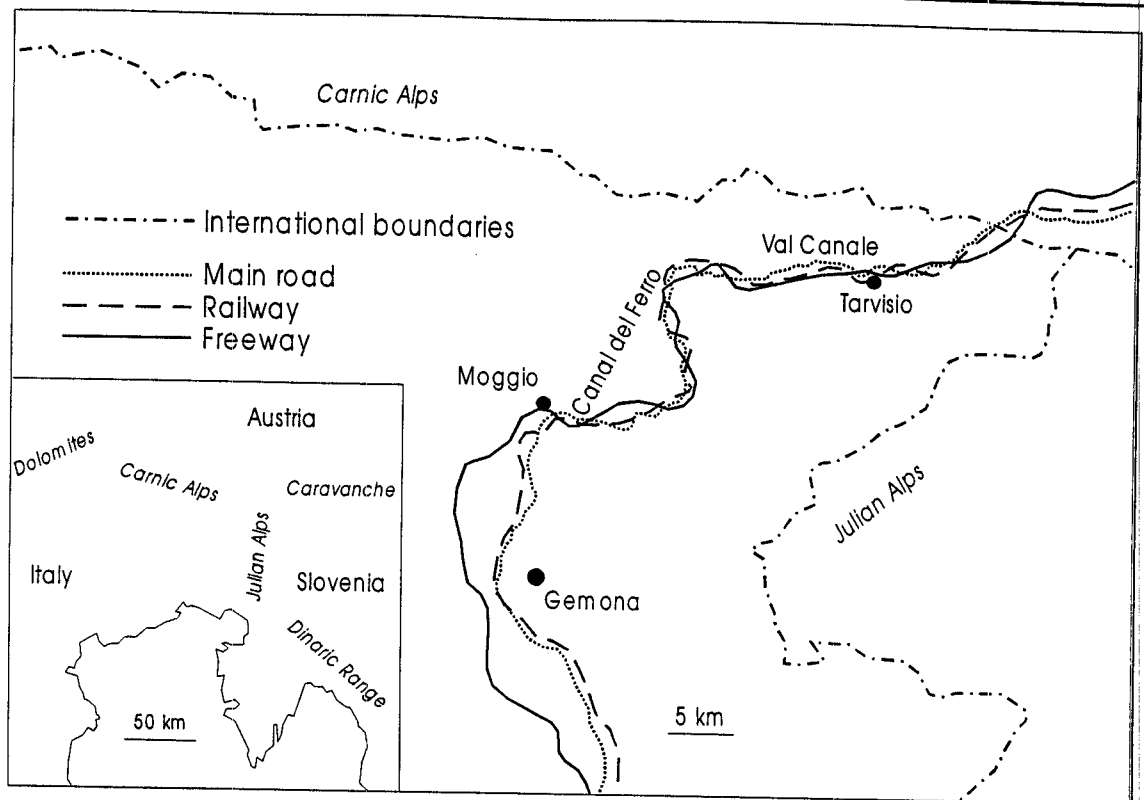 Carnic Alps
International boundaries
Main road
Railway
Freeway
Val Canale
Tarvisio
Canal del Ferro
Moggio
Julian Alps
Gemona
5 km
Austria
Dolomites
Carnic Alps
Caravanche
Julian Alps
Italy
Slovenia
Dinaric Range
50 km